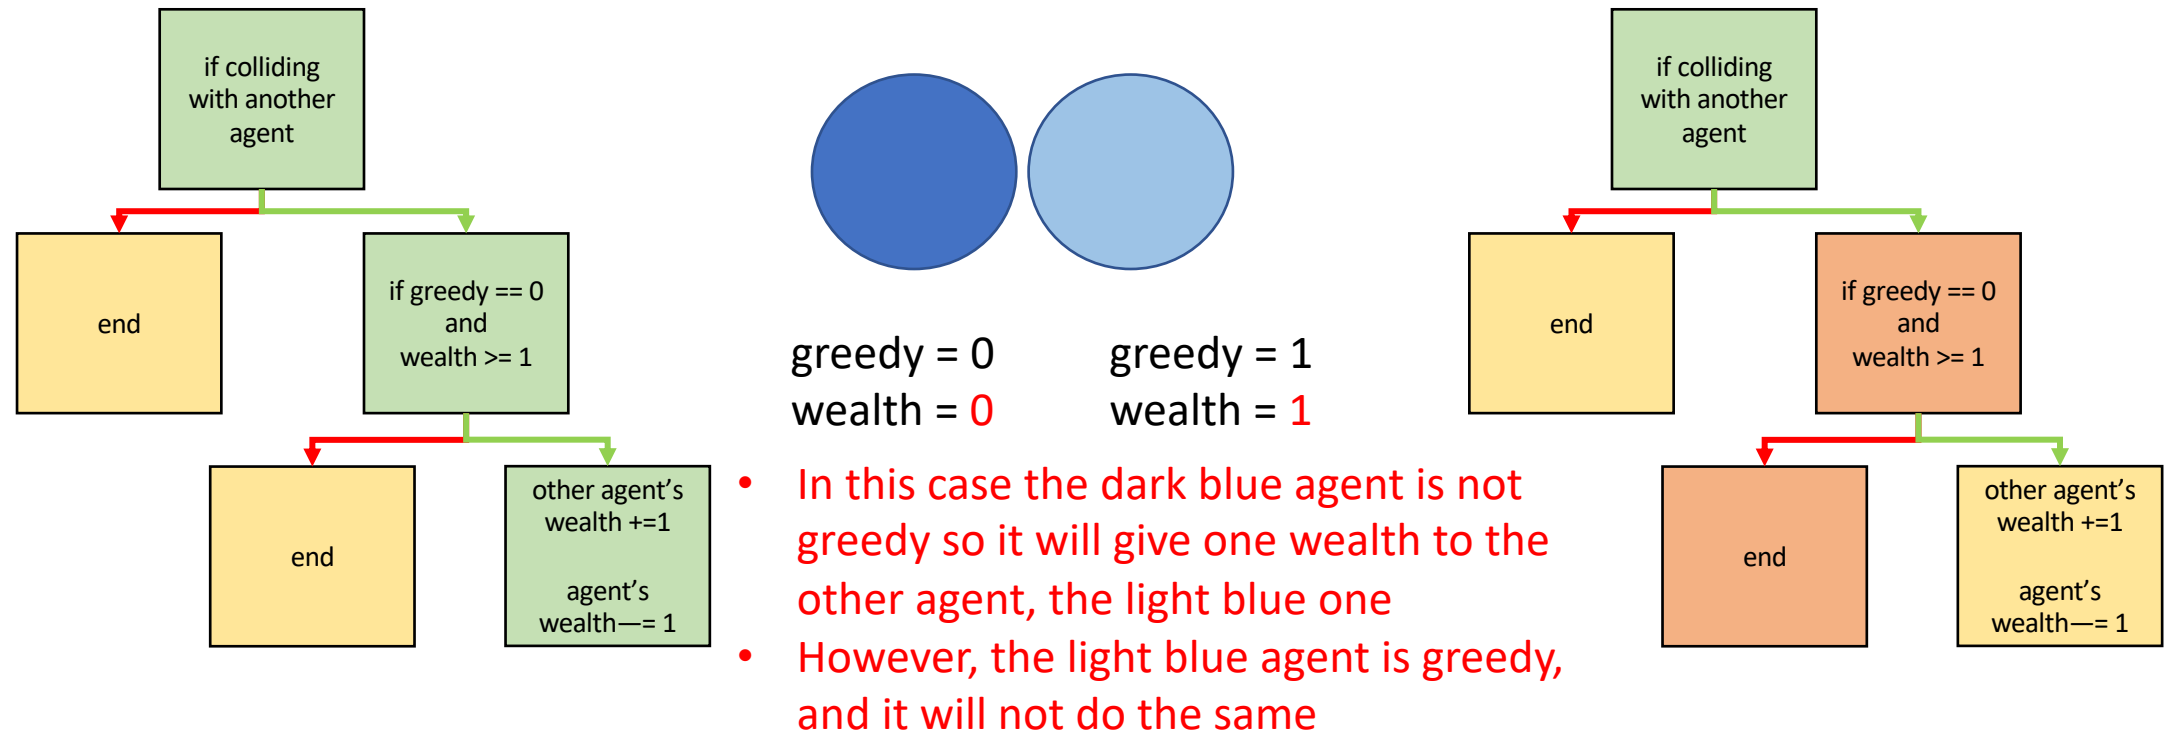 if colliding
with another
agent
end
if greedy == 0
and
wealth >= 1
end
other agent's
wealth +=1
agent's
wealth—= 1
greedy = 0
wealth = 0
greedy = 1
wealth = 1
• In this case the dark blue agent is not
greedy so it will give one wealth to the
other agent, the light blue one
• However, the light blue agent is greedy,
and it will not do the same
if colliding
with another
agent
end
if greedy == 0
and
wealth >= 1
end
other agent's
wealth +=1
agent's
wealth—= 1